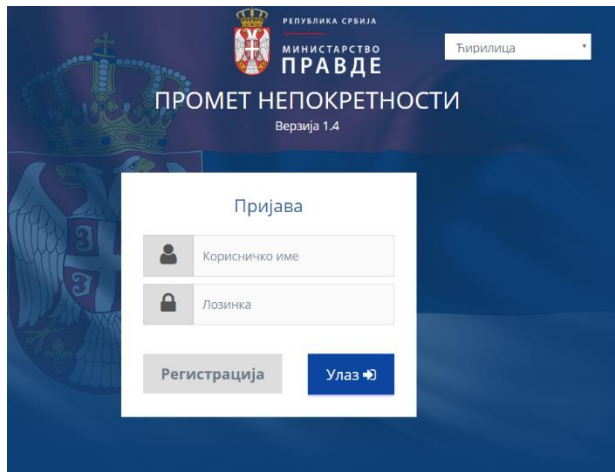 РЕПУБЛИКА СРБИЈА
МИНИСТАРСТВО
ПРАВДЕ
Ћирилица
ПРОМЕТ НЕПОКРЕТНОСТИ
Верзија 1.4
Пријава
Корисничко име
Лозинка
Регистрација
Улаз